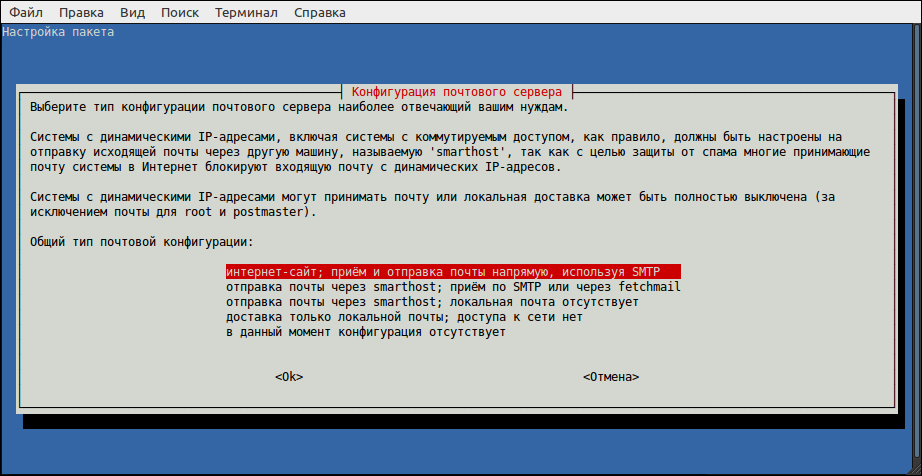 Файл Правка Вид Поиск Терминал Справка
Настройка пакета
Конфигурация почтового сервера
Выберите тип конфигурации почтового сервера наиболее отвечающий вашим нуждам.
Системы с динамическими IP-адресами, включая системы с коммутируемым доступом, как правило, должны быть настроены на
отправку исходящей почты через другую машину, называемую 'smarthost', так как с целью защиты от спама многие принимающие
почту системы в Интернет блокируют входящую почту с динамических IP-адресов.
Системы с динамическими IP-адресами могут принимать почту или локальная доставка может быть полностью выключена (за
исключением почты для root и postmaster).
Общий тип почтовой конфигурации:
интернет-сайт; приём и отправка почты напрямую, используя SMTP
отправка почты через smarthost; приём по SMTP или через fetchmail
отправка почты через smarthost; локальная почта отсутствует
доставка только локальной почты; доступа к сети нет
в данный момент конфигурация отсутствует
<Ok> <Отмена>